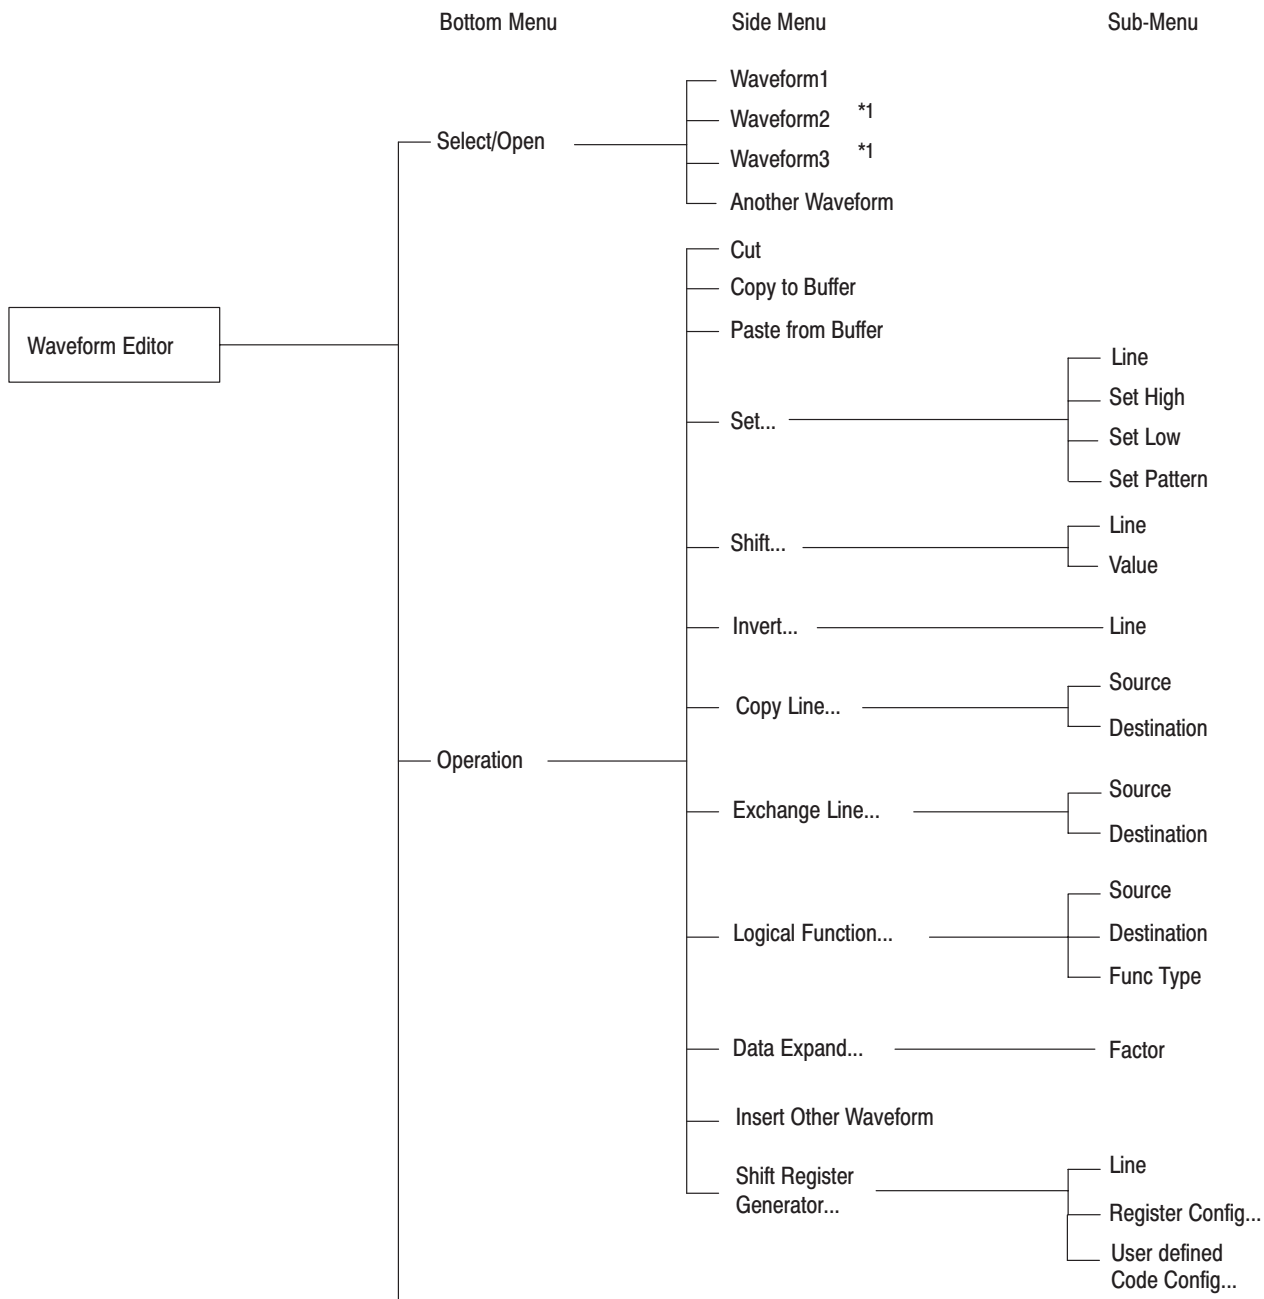 Bottom Menu Side Menu Sub-Menu
Waveform1
Waveform2 *1
Select/Open
Waveform3 *1
Another Waveform
Cut
Copy to Buffer
Paste from Buffer
Waveform Editor
Line
Set High
Set...
Set Low
Set Pattern
Line
Shift...
Value
Invert... Line
Source
Copy Line...
Destination
Operation
Source
Exchange Line...
Destination
Source
Logical Function... Destination
Func Type
Data Expand... Factor
Insert Other Waveform
Shift Register
Generator...
Line
Register Config...
User defined
Code Config...